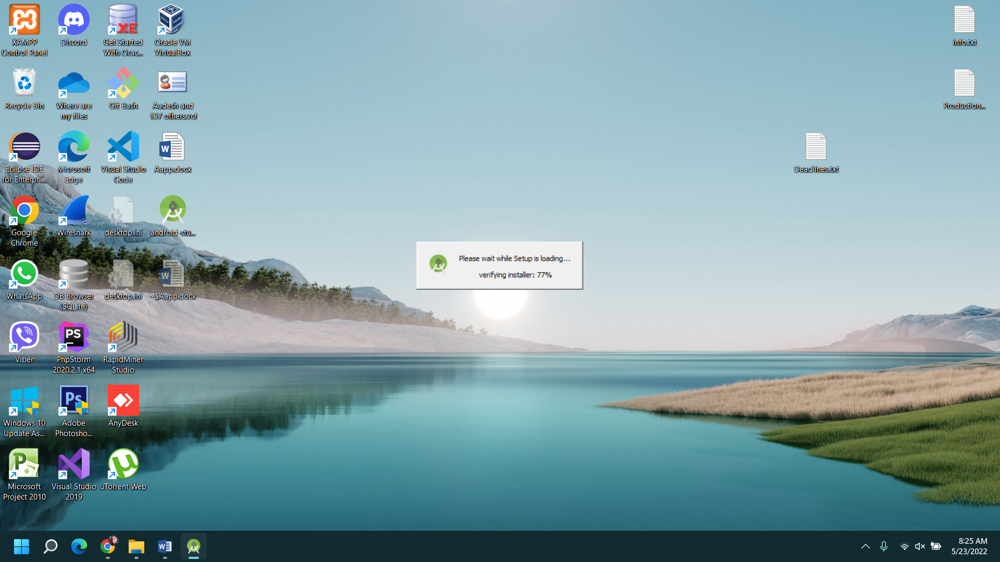 XAMPP
Control Panel
Discord
XE
Get Started
With Orac...
Oracle VM
VirtualBox
Recycle Bin
Where are
my files
Git Bash
Aadesh and
137 others.vcf
Eclipse IDE
for Enterpri...
Microsoft
Edge
Visual Studio
Code
W
Aapp.docx
Google
Chrome
Wireshark
desktop.ini
android-stu...
WhatsApp
DB Browser
(SQLite)
desktop.ini
W
~$Aapp.docx
Viber
PS
PhpStorm
2020.2.1 x64
RapidMiner
Studio
Windows 10
Update As...
Ps
Adobe
Photosho...
AnyDesk
P
Microsoft
Project 2010
Visual Studio
2019
µ
uTorrent Web
Please wait while Setup is loading...
verifying installer: 77%
info.txt
Production...
Deadlines.txt
W
8:25 AM
5/23/2022